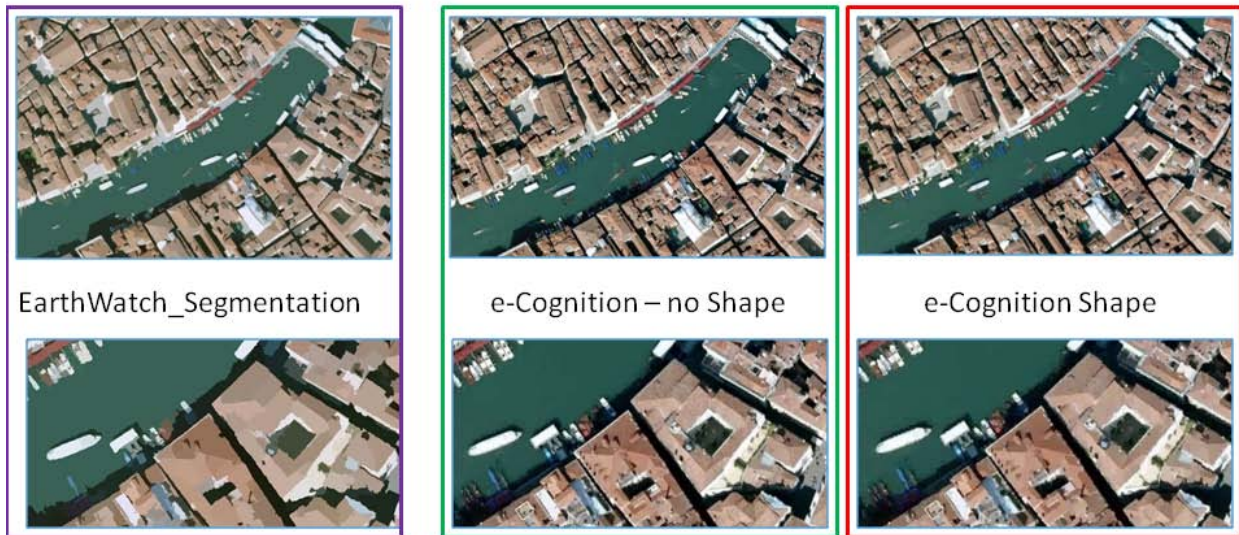 EarthWatch_Segmentation
e-Cognition – no Shape
e-Cognition Shape